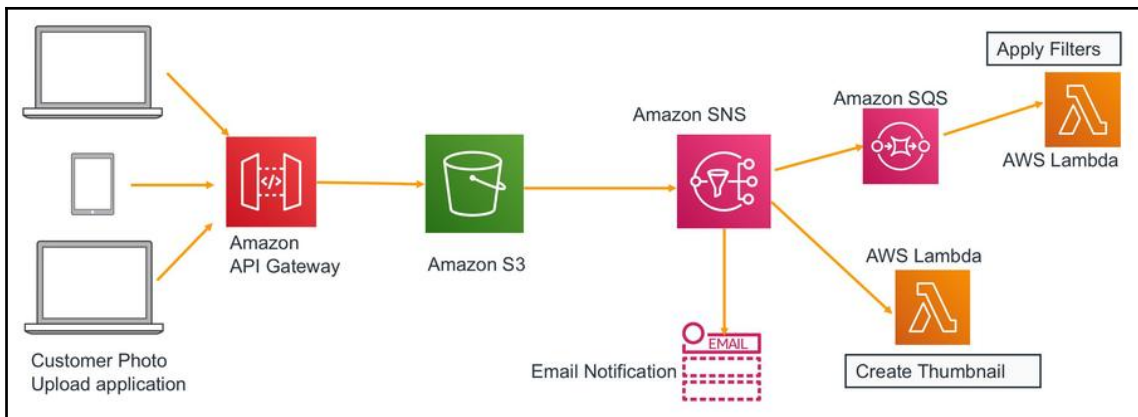 Customer Photo
Upload application
Amazon
API Gateway
Amazon S3
Amazon SNS
EMAIL
Email Notification
Amazon SQS
Apply Filters
AWS Lambda
AWS Lambda
Create Thumbnail